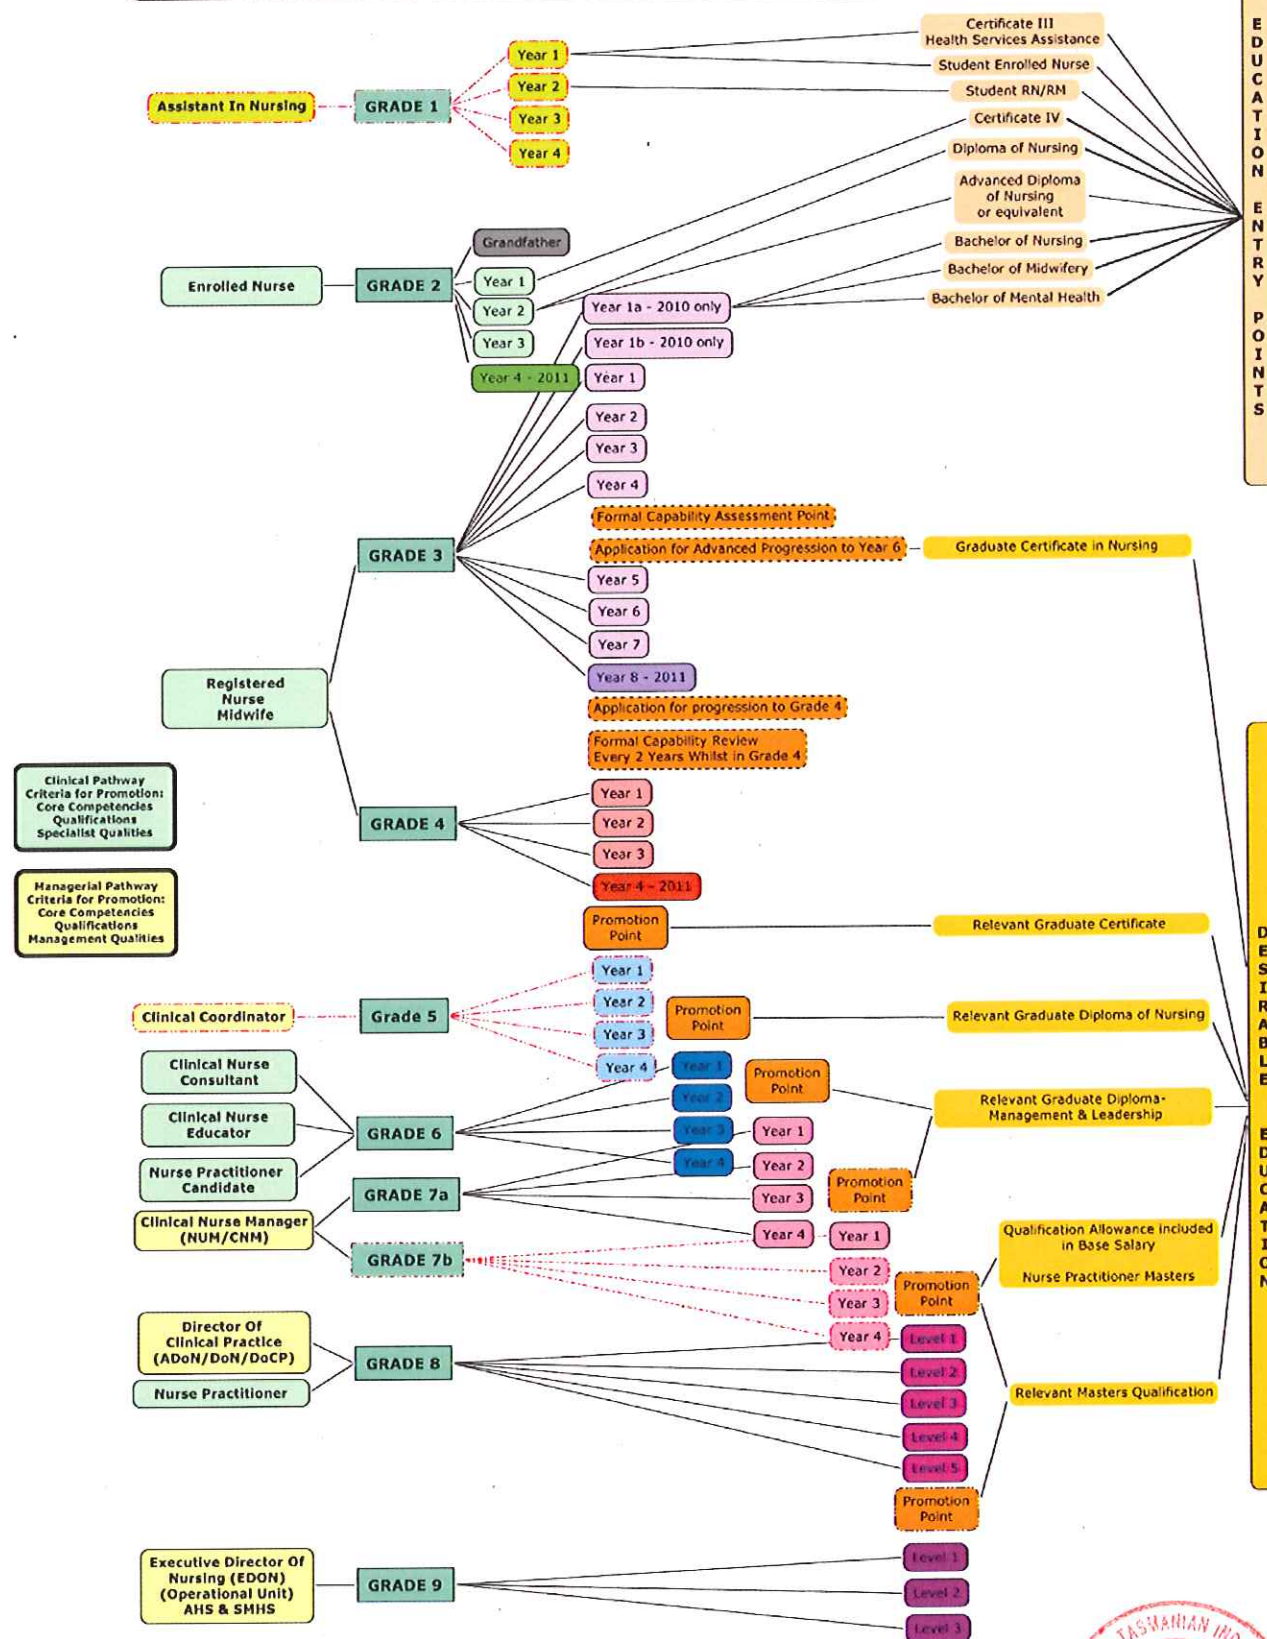 Certificate III
Health Services Assistance
Student Enrolled Nurse
Student RN/RM
Certificate IV
Diploma of Nursing
Advanced Diploma
of Nursing
or equivalent
Bachelor of Nursing
Bachelor of Midwifery
Bachelor of Mental Health
EDUCATION ENTRY POINTS
Assistant In Nursing
GRADE 1
Year 1
Year 2
Year 3
Year 4
Enrolled Nurse
GRADE 2
Grandfather
Year 1
Year 2
Year 3
Year 4 - 2011
Registered
Nurse
Midwife
GRADE 3
Year 1a - 2010 only
Year 1b - 2010 only
Year 1
Year 2
Year 3
Year 4
Formal Capability Assessment Point
Application for Advanced Progression to Year 6
Graduate Certificate in Nursing
Year 5
Year 6
Year 7
Year 8 - 2011
Application for progression to Grade 4
Formal Capability Review
Every 2 Years Whilst in Grade 4
GRADE 4
Year 1
Year 2
Year 3
Year 4 - 2011
Clinical Pathway
Criteria for Promotion:
Core Competencies
Qualifications
Specialist Qualities
Managerial Pathway
Criteria for Promotion:
Core Competencies
Qualifications
Management Qualities
Promotion
Point
Relevant Graduate Certificate
Clinical Coordinator
Grade 5
Year 1
Year 2
Year 3
Year 4
Promotion
Point
Relevant Graduate Diploma of Nursing
Clinical Nurse
Consultant
Clinical Nurse
Educator
Nurse Practitioner
Candidate
GRADE 6
Year 1
Year 2
Year 3
Year 4
Promotion
Point
Relevant Graduate Diploma-
Management & Leadership
Clinical Nurse Manager
(NUM/CNM)
GRADE 7a
Year 1
Year 2
Year 3
Year 4
Promotion
Point
GRADE 7b
Year 1
Year 2
Year 3
Year 4
Promotion
Point
Qualification Allowance included
in Base Salary
Nurse Practitioner Masters
Director Of
Clinical Practice
(ADoN/DoN/DoCP)
Nurse Practitioner
GRADE 8
Level 1
Level 2
Level 3
Level 4
Level 5
Relevant Masters Qualification
Promotion
Point
DESIRABLE EDUCATION
Executive Director Of
Nursing (EDON)
(Operational Unit)
AHS & SMHS
GRADE 9
Level 1
Level 2
Level 3
TASMANIAN